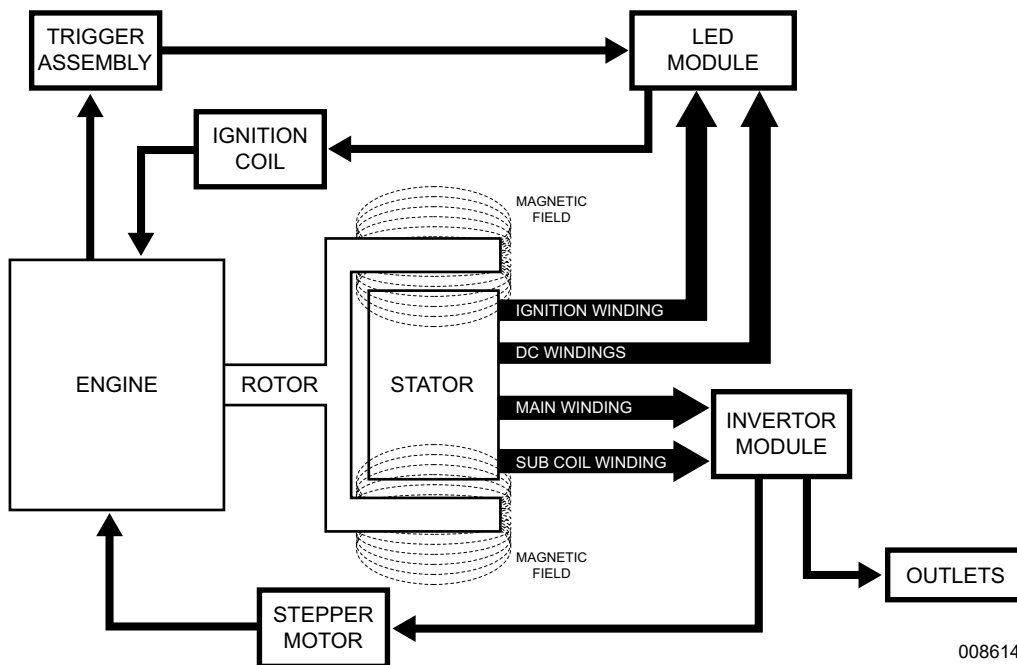 TRIGGER
ASSEMBLY
LED
MODULE
IGNITION
COIL
MAGNETIC
FIELD
IGNITION WINDING
DC WINDINGS
ENGINE
ROTOR
STATOR
MAIN WINDING
INVERTOR
MODULE
SUB COIL WINDING
MAGNETIC
FIELD
OUTLETS
STEPPER
MOTOR
008614